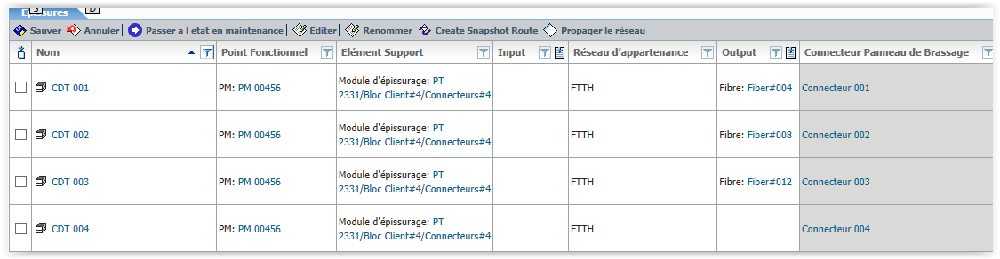 Epissures
Sauver Annuler Passer a l etat en maintenance Editer Renommer Create Snapshot Route Propager le réseau
Nom Point Fonctionnel Elément Support Input Réseau d'appartenance Output Connecteur Panneau de Brassage
CDT 001 PM: PM 00456 Module d'épissurage: PT
2331/Bloc Client#4/Connecteurs#4 FTTH Fibre: Fiber#004 Connecteur 001
CDT 002 PM: PM 00456 Module d'épissurage: PT
2331/Bloc Client#4/Connecteurs#4 FTTH Fibre: Fiber#008 Connecteur 002
CDT 003 PM: PM 00456 Module d'épissurage: PT
2331/Bloc Client#4/Connecteurs#4 FTTH Fibre: Fiber#012 Connecteur 003
CDT 004 PM: PM 00456 Module d'épissurage: PT
2331/Bloc Client#4/Connecteurs#4 FTTH Connecteur 004